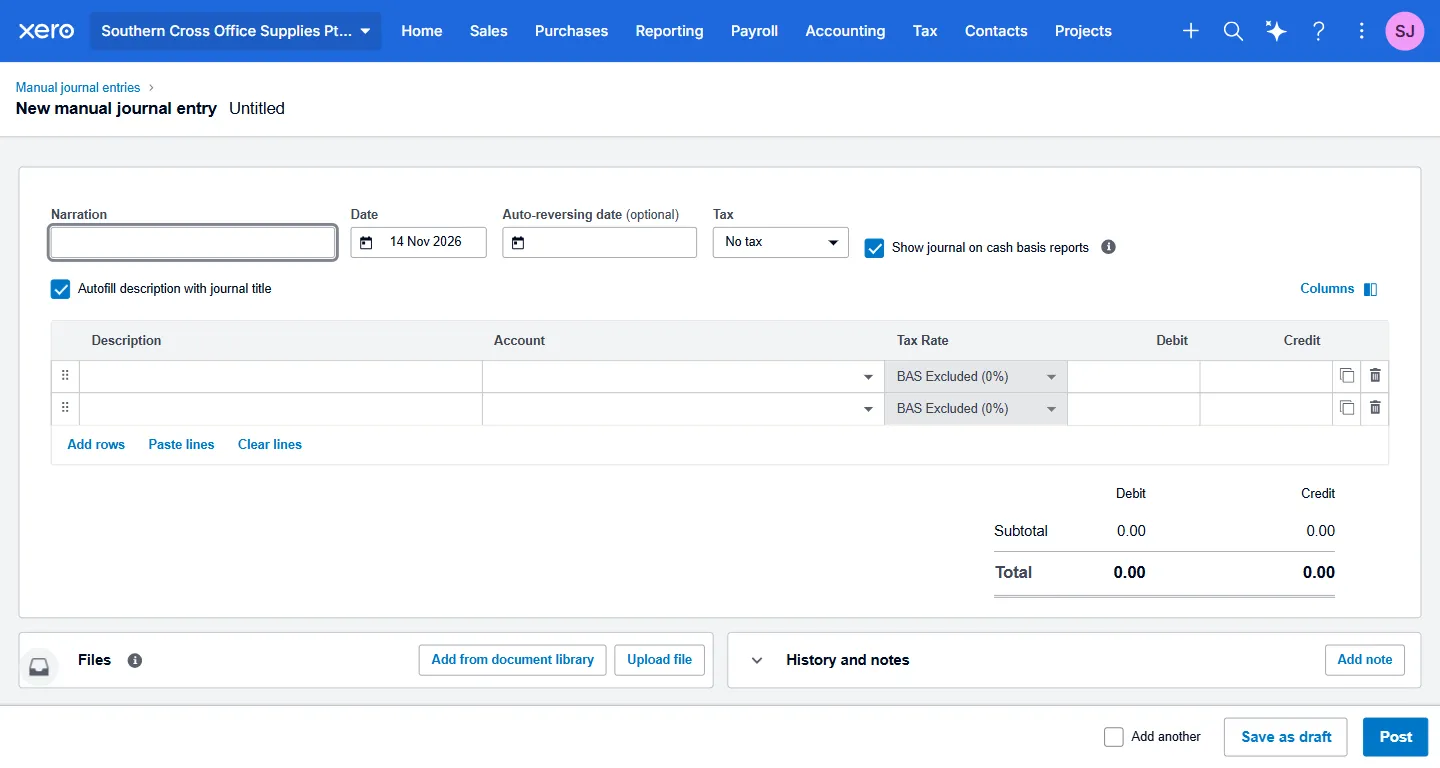 xero Southern Cross Office Supplies Pt... Home Sales Purchases Reporting Payroll Accounting Tax Contacts Projects SJ
Manual journal entries
New manual journal entry Untitled
Narration Date Auto-reversing date (optional) Tax
14 Nov 2026 No tax Show journal on cash basis reports
Autofill description with journal title Columns
Description Account Tax Rate Debit Credit
BAS Excluded (0%)
BAS Excluded (0%)
Add rows Paste lines Clear lines
Debit Credit
Subtotal 0.00 0.00
Total 0.00 0.00
Files Add from document library Upload file History and notes Add note
Add another Save as draft Post